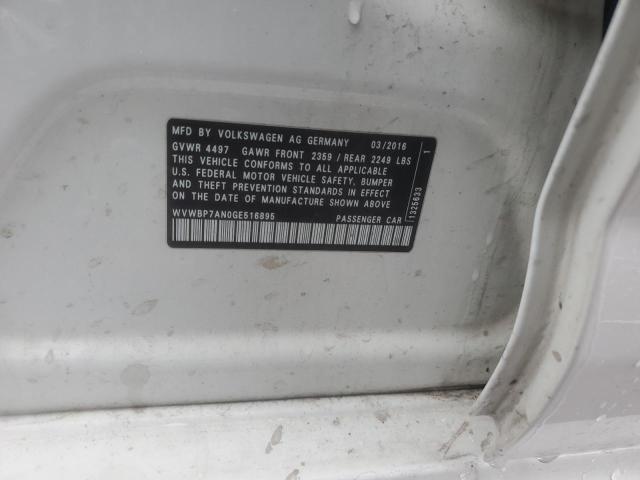 MFD BY VOLKSWAGEN AG GERMANY 03/2016
GVWR 4497 GAWR FRONT 2359 / REAR 2249 LBS
THIS VEHICLE CONFORMS TO ALL APPLICABLE
U.S. FEDERAL MOTOR VEHICLE SAFETY, BUMPER
AND THEFT PREVENTION STANDARDS IN EFFECT
ON THE DATE OF MANUFACTURE SHOWN ABOVE
WVWBP7AN0GE516895 PASSENGER CAR
1325633 1